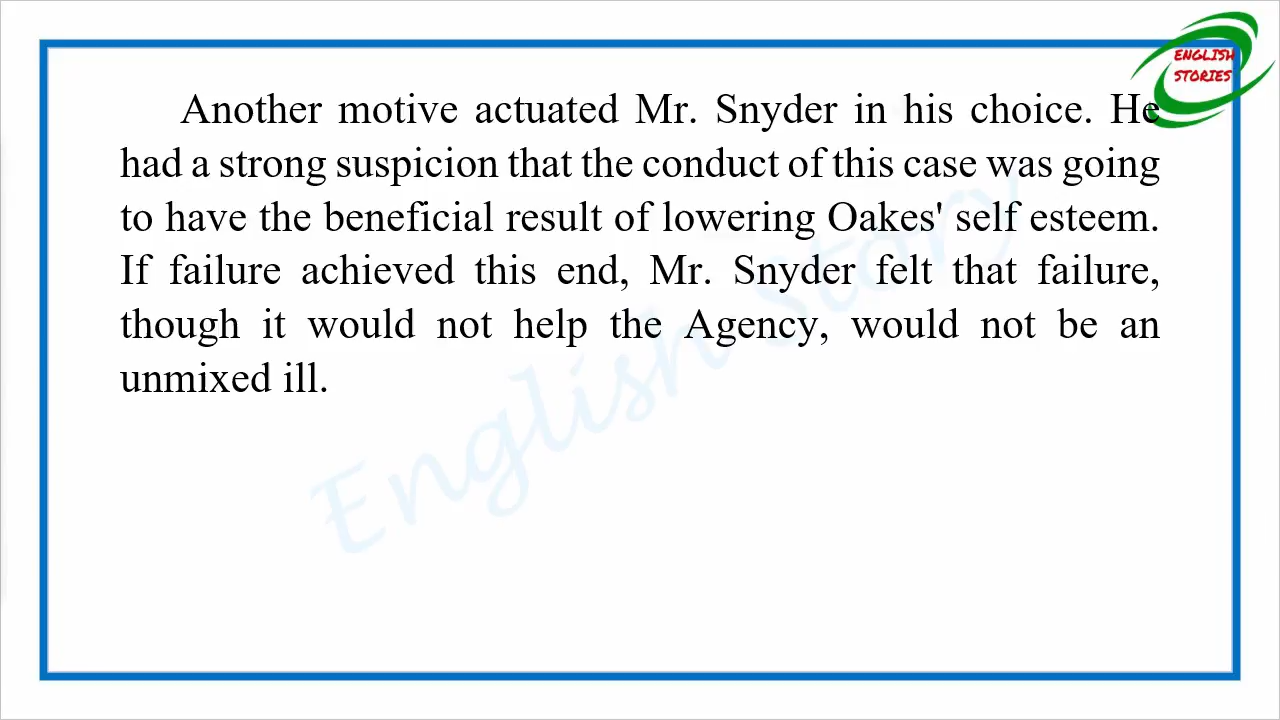 ENGLISH
STORIES
Another motive actuated Mr. Snyder in his choice. He
had a strong suspicion that the conduct of this case was going
to have the beneficial result of lowering Oakes' self esteem.
If failure achieved this end, Mr. Snyder felt that failure,
though it would not help the Agency, would not be an
unmixed ill.
English Story